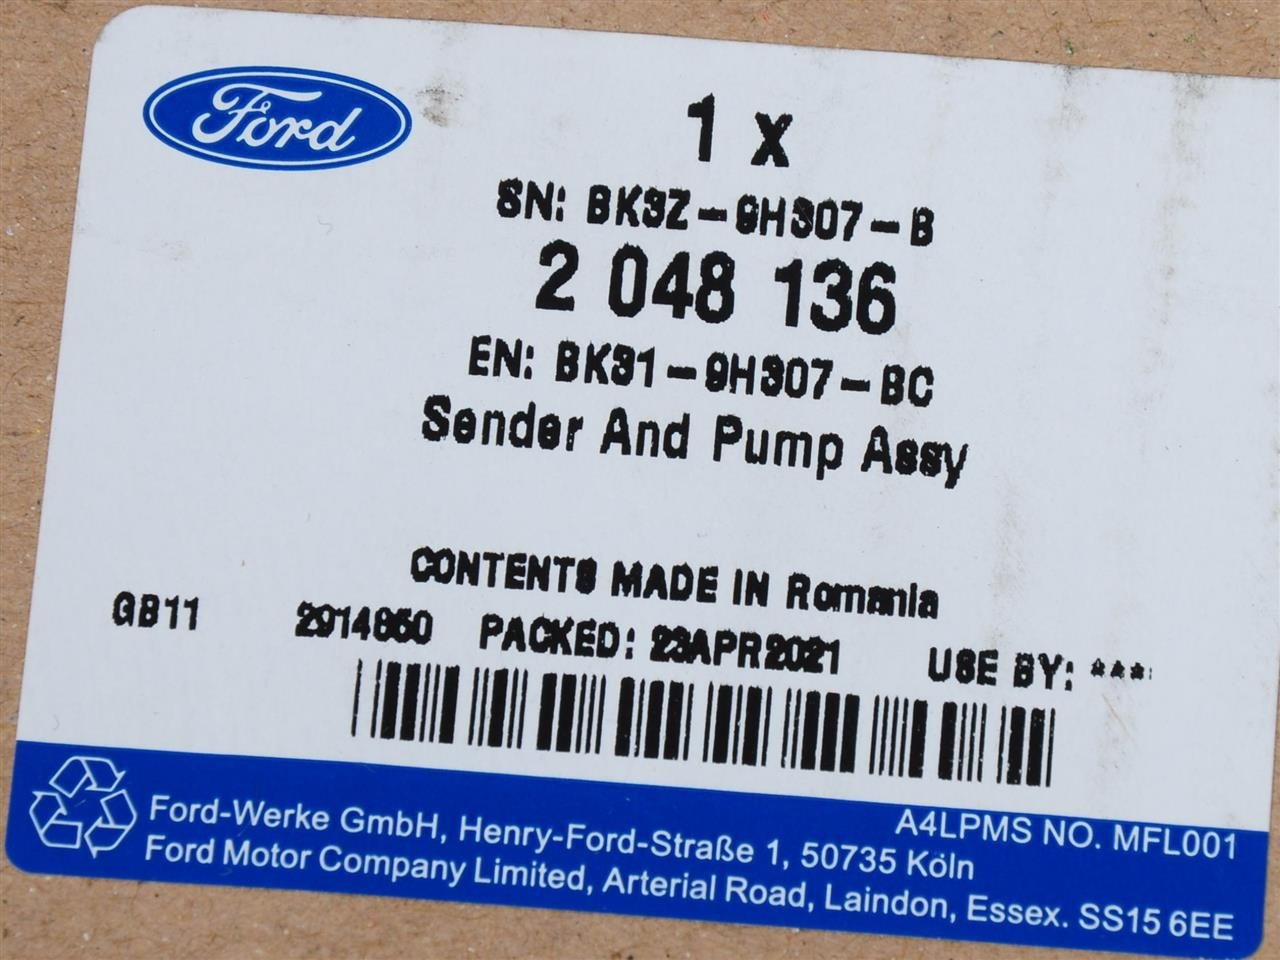 Ford
1 x
SN: BK3Z-9H307-B
2 048 136
EN: BK31-9H307-BC
Sender And Pump Assy
CONTENTS MADE IN Romania
GB11 2914850 PACKED: 23APR2021 USE BY: ***
A4LPMS NO. MFL001
Ford-Werke GmbH, Henry-Ford-Straße 1, 50735 Köln
Ford Motor Company Limited, Arterial Road, Laindon, Essex. SS15 6EE